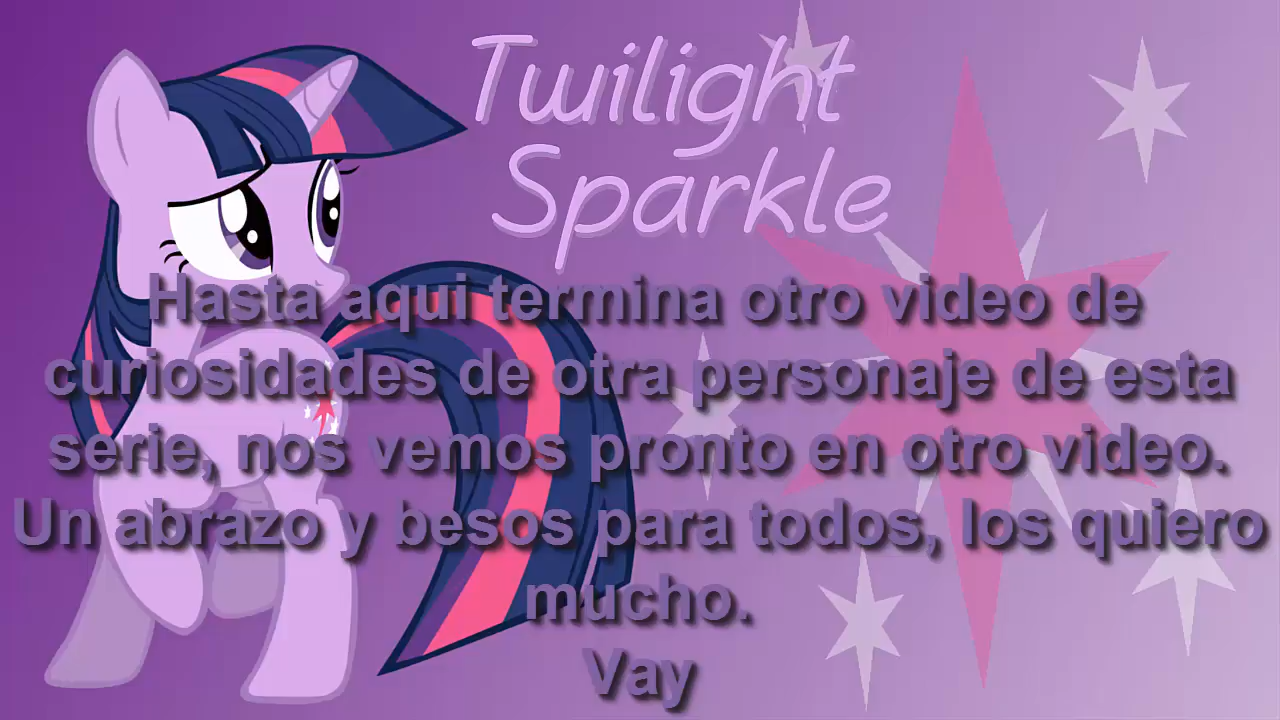 Twilight
Sparkle
Hasta aqui termina otro video de
curiosidades de otra personaje de esta
serie, nos vemos pronto en otro video.
Un abrazo y besos para todos, los quiero
mucho.
Vay